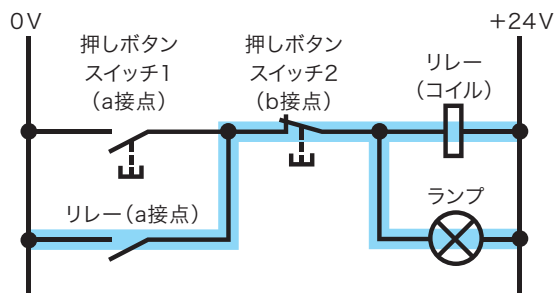 0V
+24V
押しボタン
スイッチ1
（a接点）
押しボタン
スイッチ2
（b接点）
リレー
（コイル）
リレー（a接点）
ランプ